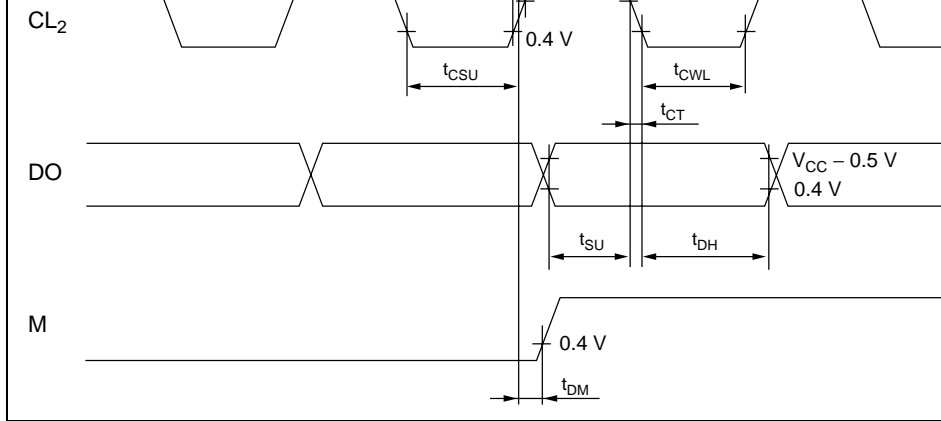 CL2
0.4 V
tCSU
tCWL
tCT
DO
VCC – 0.5 V
0.4 V
tSU
tDH
M
0.4 V
tDM